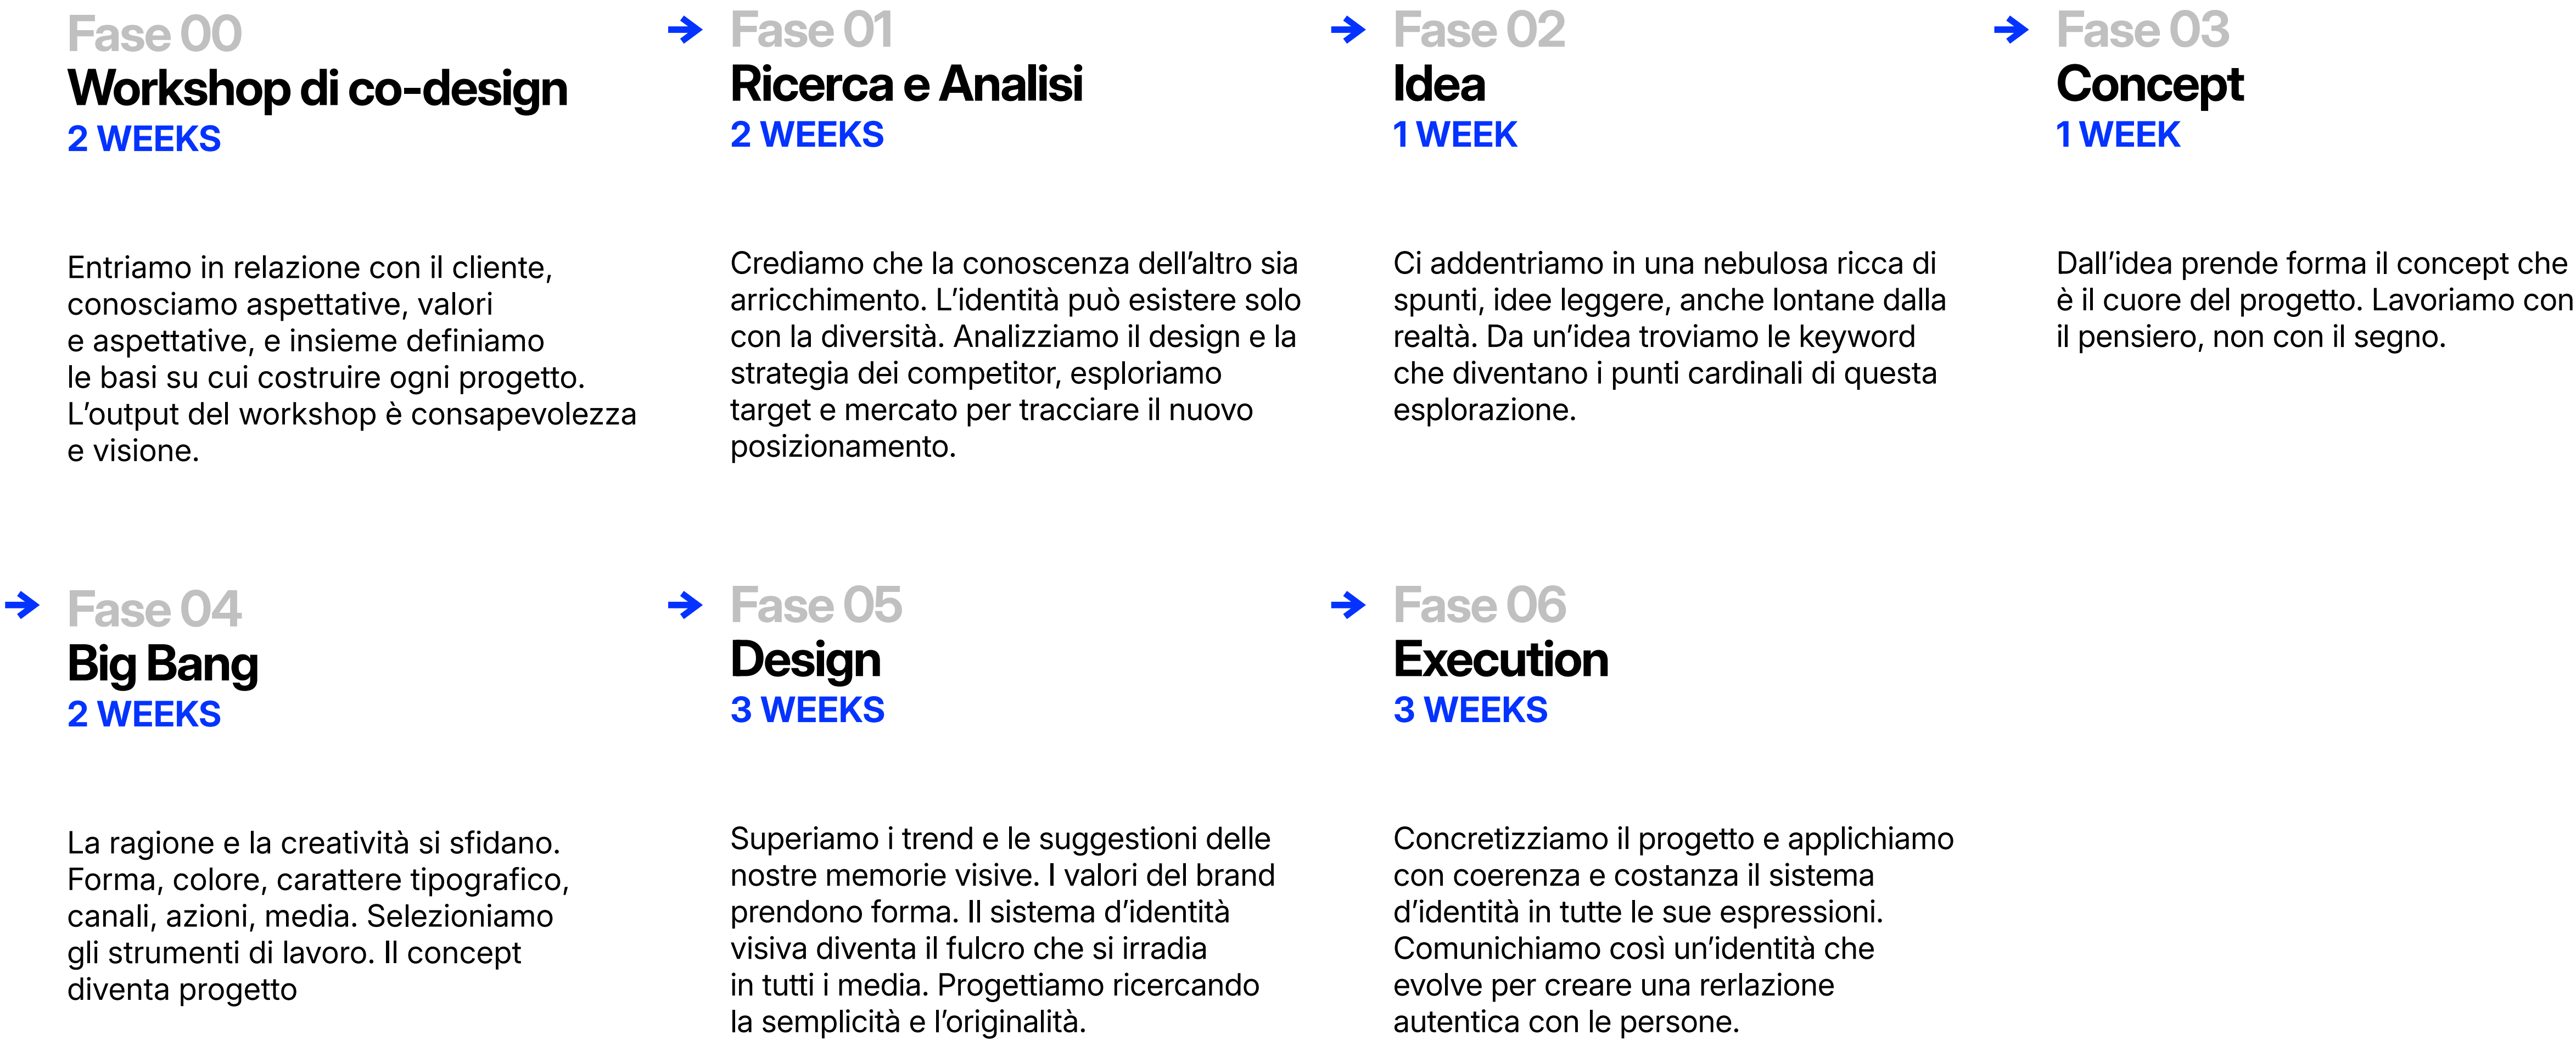 Fase 00
Workshop di co-design
2 WEEKS
Entriamo in relazione con il cliente,
conosciamo aspettative, valori
e aspettative, e insieme definiamo
le basi su cui costruire ogni progetto.
L’output del workshop è consapevolezza
e visione.
Fase 01
Ricerca e Analisi
2 WEEKS
Crediamo che la conoscenza dell’altro sia
arricchimento. L’identità può esistere solo
con la diversità. Analizziamo il design e la
strategia dei competitor, esploriamo
target e mercato per tracciare il nuovo
posizionamento.
Fase 02
Idea
1 WEEK
Ci addentriamo in una nebulosa ricca di
spunti, idee leggere, anche lontane dalla
realtà. Da un’idea troviamo le keyword
che diventano i punti cardinali di questa
esplorazione.
Fase 03
Concept
1 WEEK
Dall’idea prende forma il concept che
è il cuore del progetto. Lavoriamo con
il pensiero, non con il segno.
Fase 04
Big Bang
2 WEEKS
La ragione e la creatività si sfidano.
Forma, colore, carattere tipografico,
canali, azioni, media. Selezioniamo
gli strumenti di lavoro. Il concept
diventa progetto
Fase 05
Design
3 WEEKS
Superiamo i trend e le suggestioni delle
nostre memorie visive. I valori del brand
prendono forma. Il sistema d’identità
visiva diventa il fulcro che si irradia
in tutti i media. Progettiamo ricercando
la semplicità e l’originalità.
Fase 06
Execution
3 WEEKS
Concretizziamo il progetto e applichiamo
con coerenza e costanza il sistema
d’identità in tutte le sue espressioni.
Comunichiamo così un’identità che
evolve per creare una rerlazione
autentica con le persone.